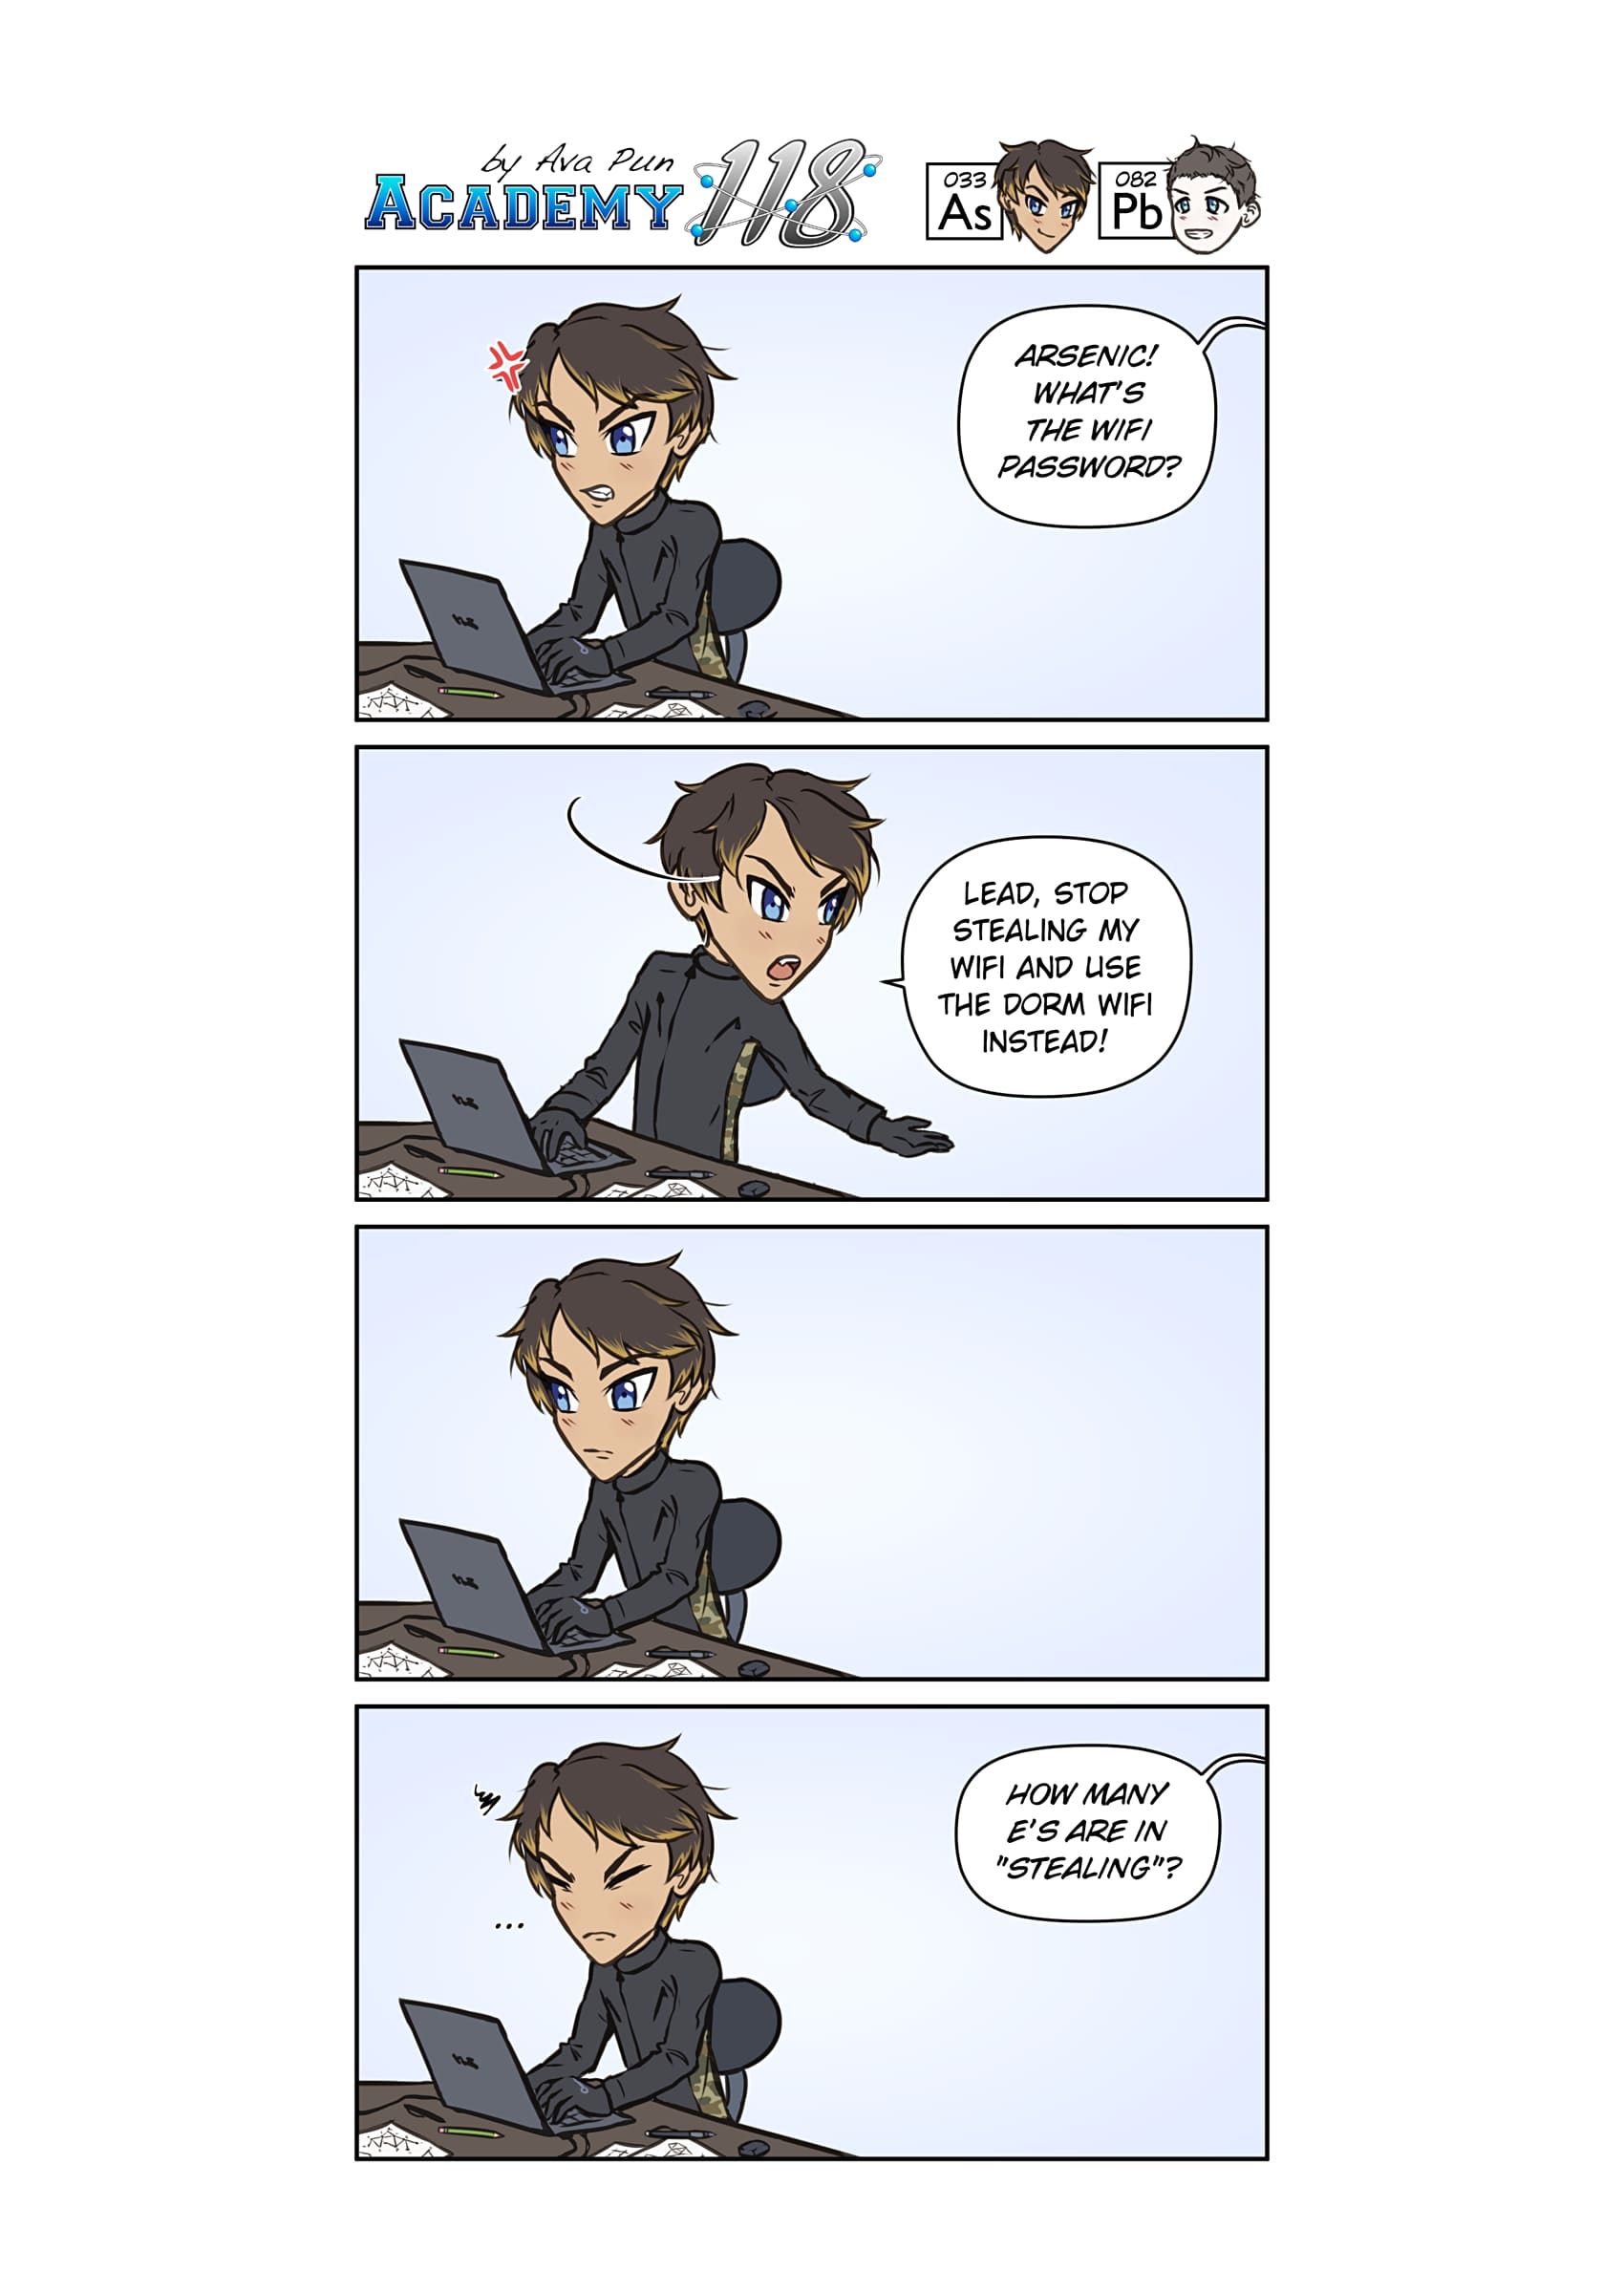 by Ava Pun
ACADEMY 118
033
As
082
Pb
ARSENIC!
WHAT'S
THE WIFI
PASSWORD?
LEAD, STOP
STEALING MY
WIFI AND USE
THE DORM WIFI
INSTEAD!
HOW MANY
E'S ARE IN
"STEALING"?
...